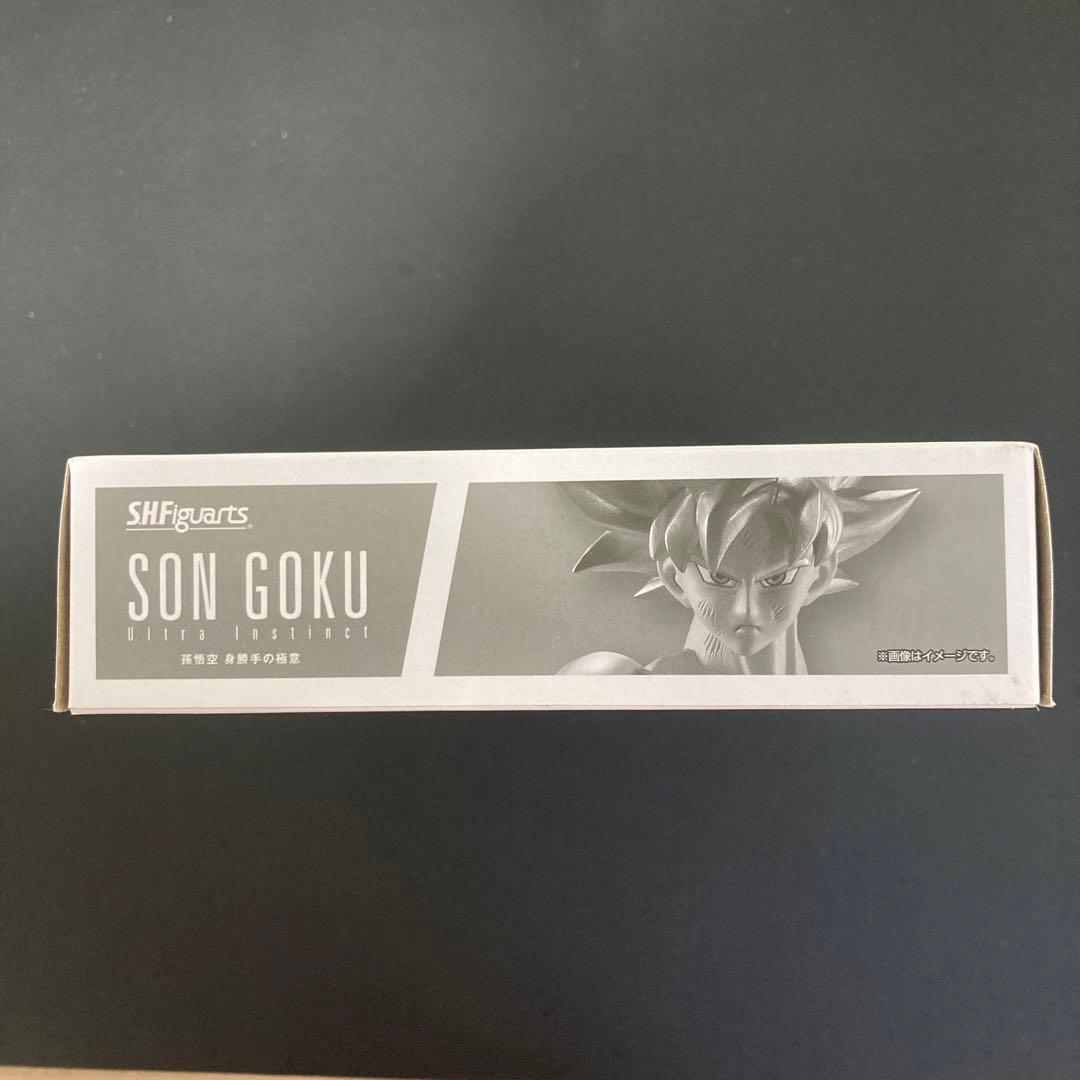 S.H.Figuarts®
SON GOKU
Ultra Instinct
孫悟空 身勝手の極意
※画像はイメージです。